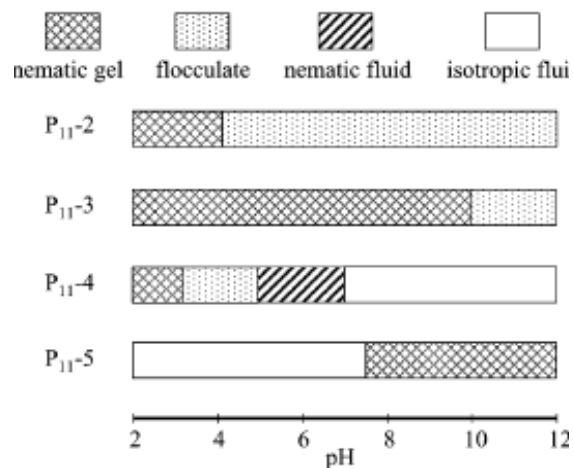 nematic gel flocculate nematic fluid isotropic flui
P₁₁-2
P₁₁-3
P₁₁-4
P₁₁-5
2 4 6 8 10 12
pH